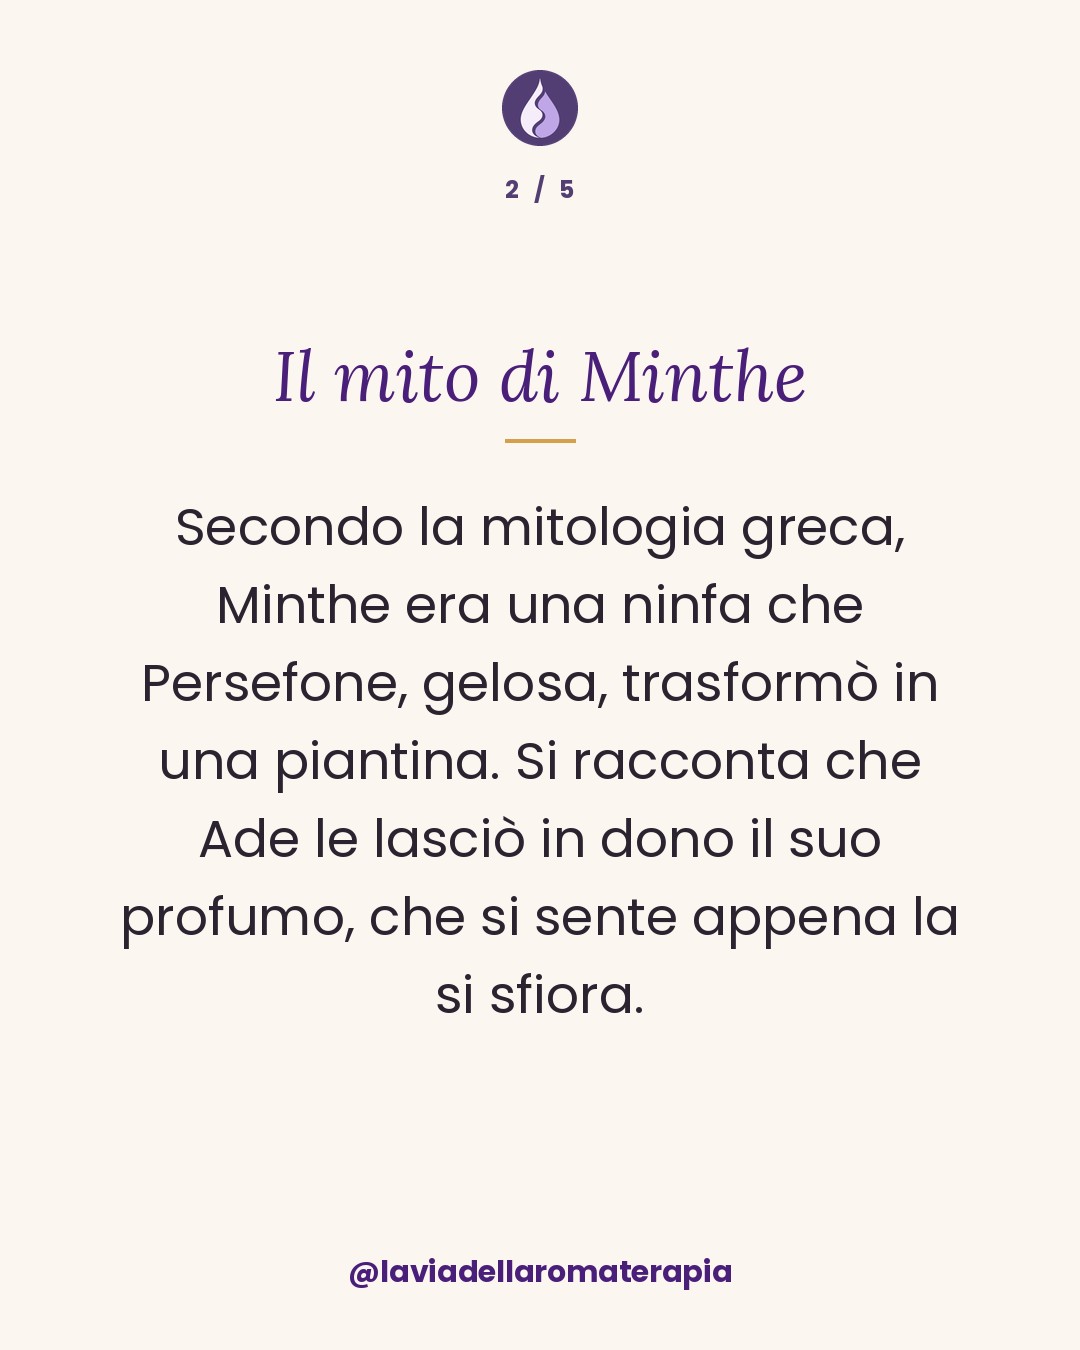 2 / 5
Il mito di Minthe
Secondo la mitologia greca,
Minthe era una ninfa che
Persefone, gelosa, trasformò in
una piantina. Si racconta che
Ade le lasciò in dono il suo
profumo, che si sente appena la
si sfiora.
@laviadellaromaterapia